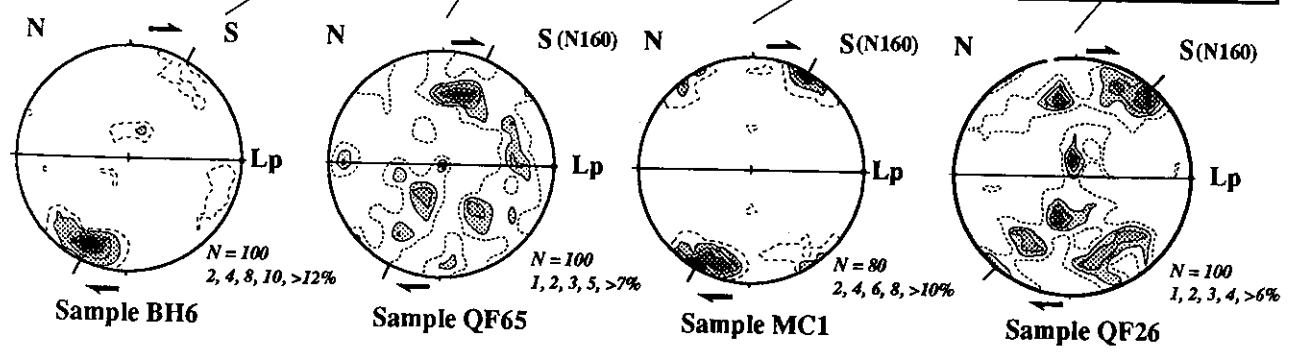 N S
Lp
N = 100
2, 4, 8, 10, >12%
Sample BH6
N S (N160)
Lp
N = 100
1, 2, 3, 5, >7%
Sample QF65
N S (N160)
Lp
N = 80
2, 4, 6, 8, >10%
Sample MC1
N S (N160)
Lp
N = 100
1, 2, 3, 4, >6%
Sample QF26